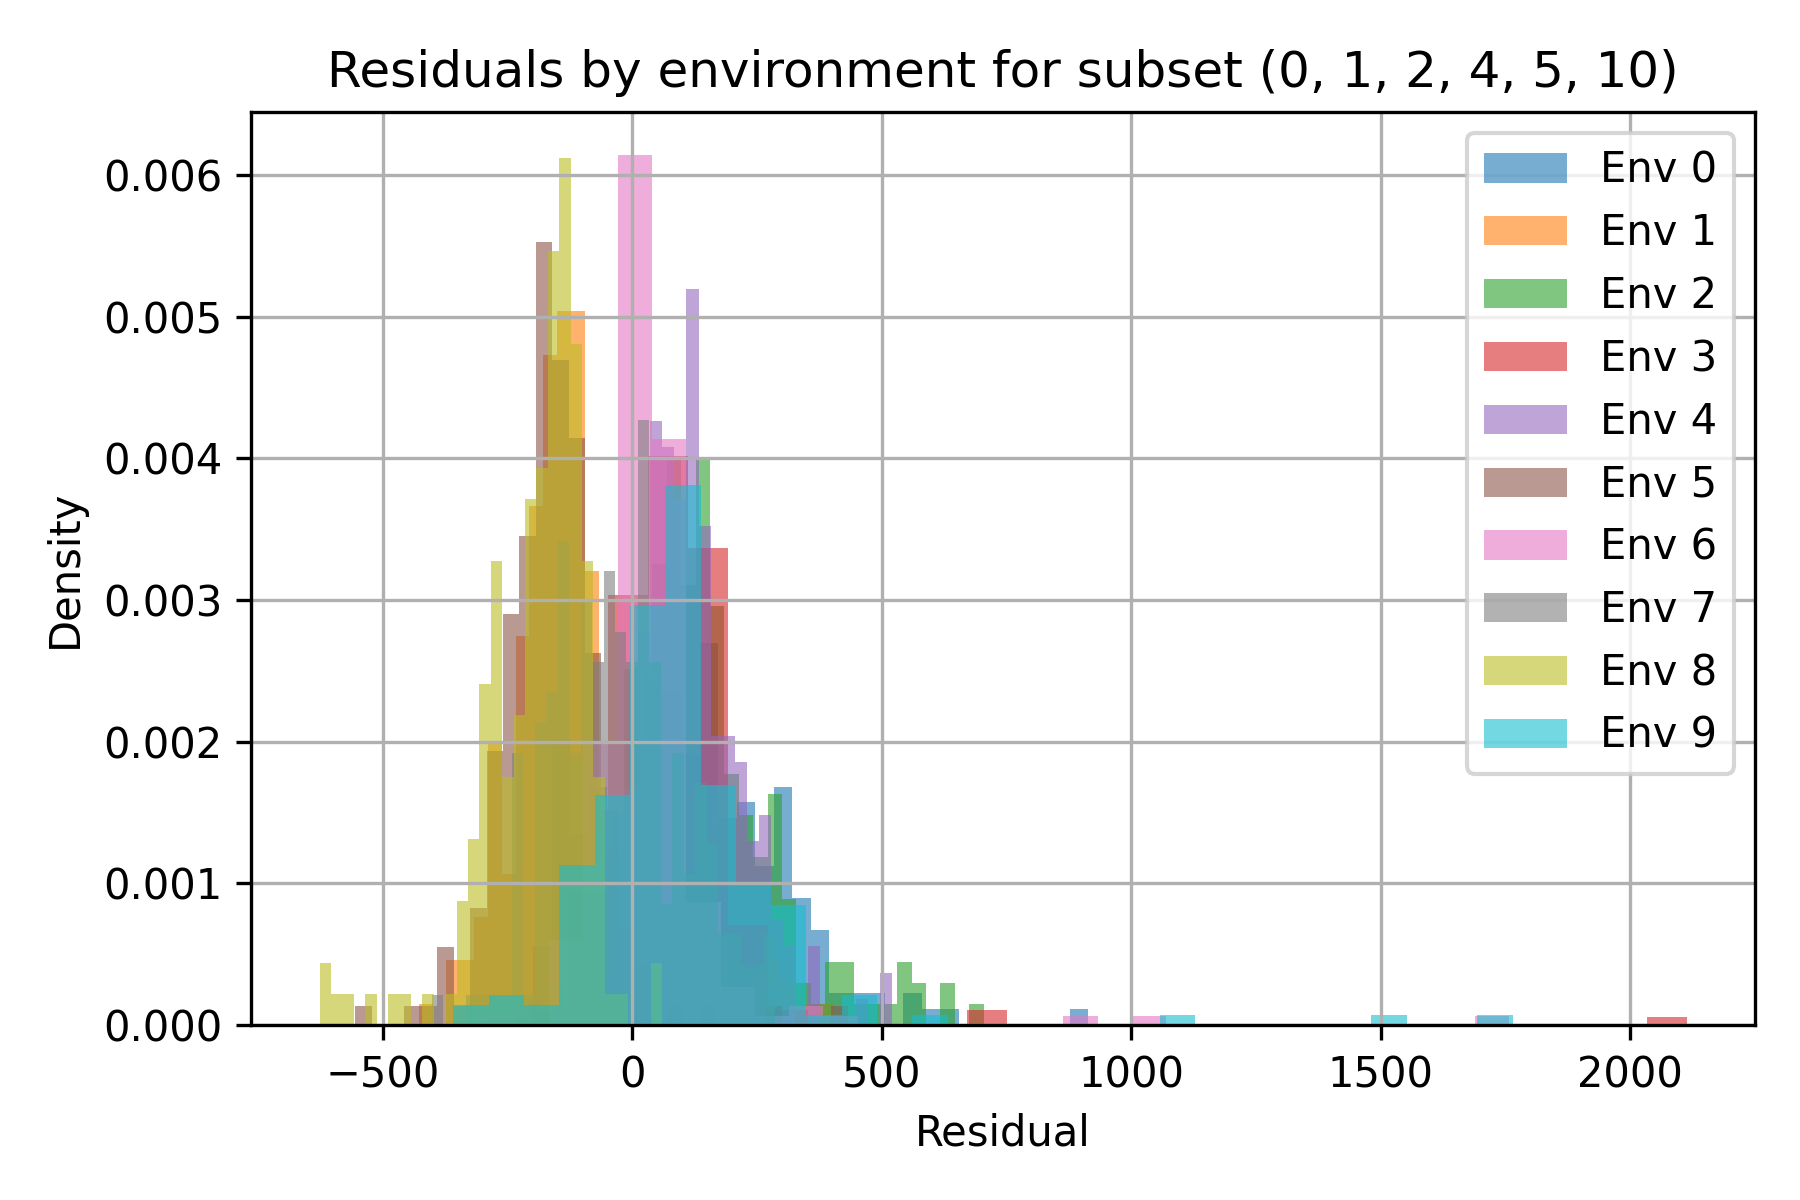 Residuals by environment for subset (0, 1, 2, 4, 5, 10)
Density
0.006
0.005
0.004
0.003
0.002
0.001
0.000
−500
0
500
1000
1500
2000
Residual
Env 0
Env 1
Env 2
Env 3
Env 4
Env 5
Env 6
Env 7
Env 8
Env 9